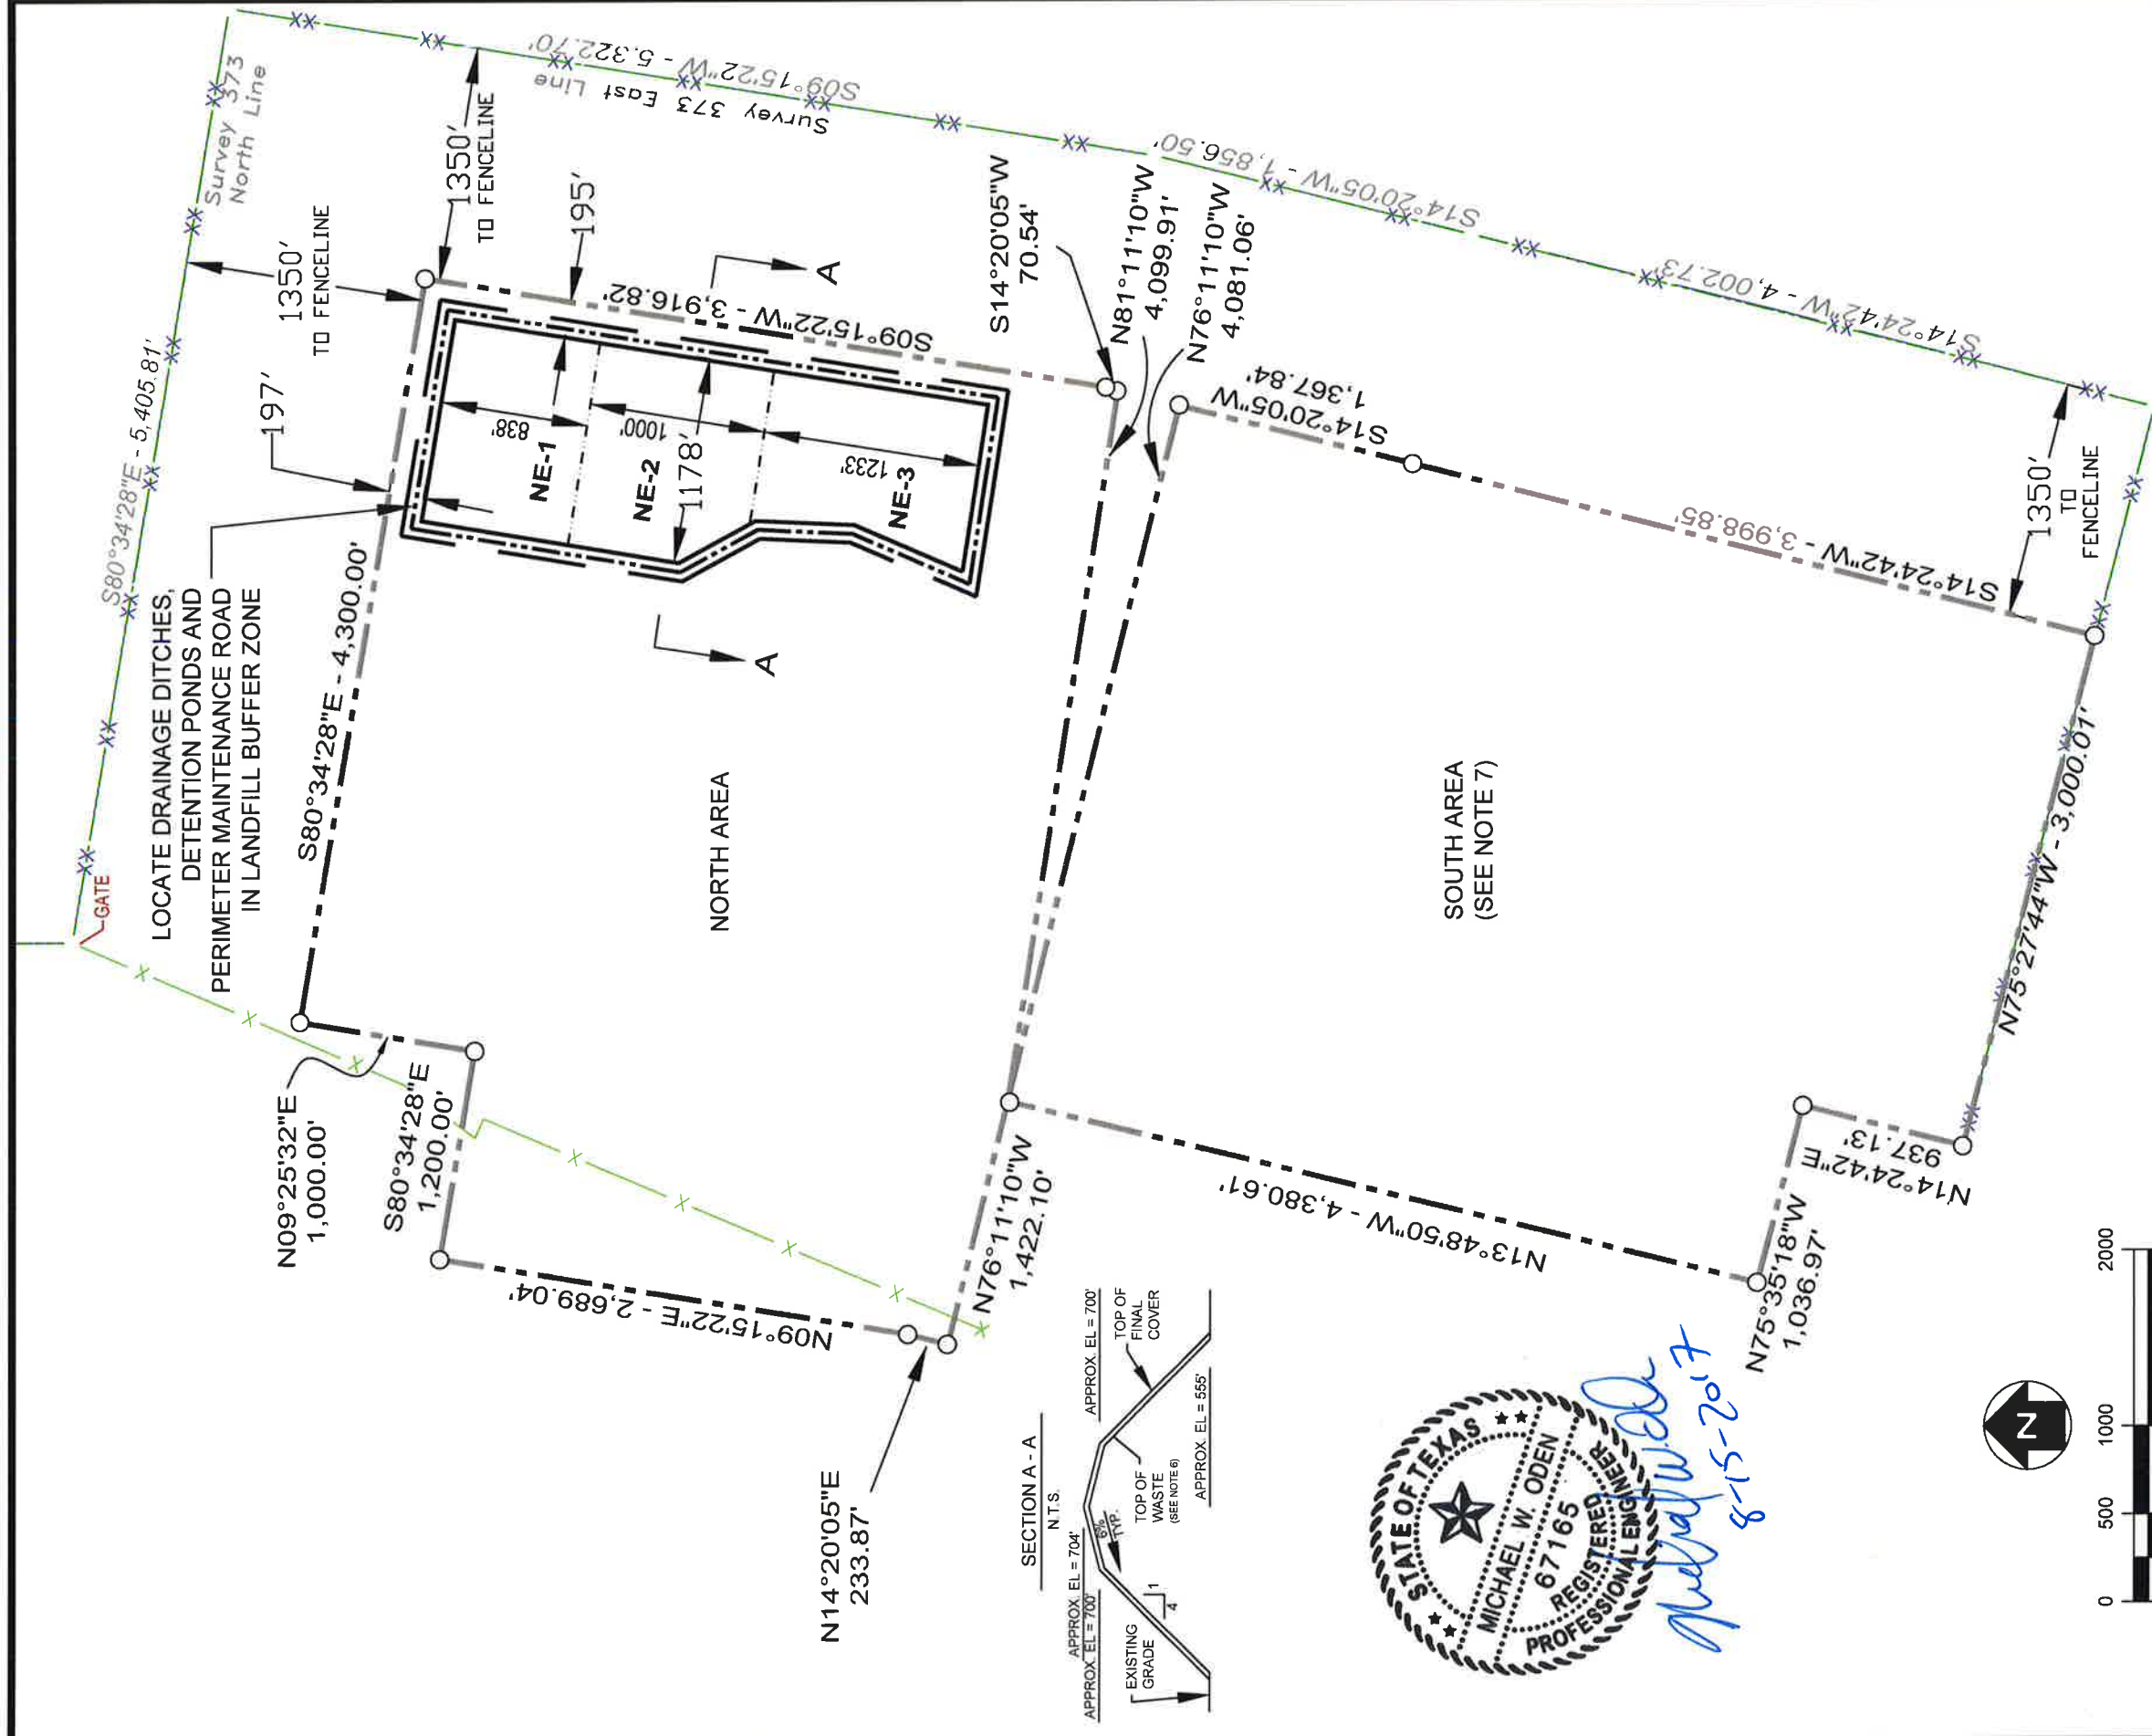 Survey 373
North Line
S80°34'28"E - 5,405.81'
GATE
S09°15'22"W - 5,322.70'
Survey 373 East Line
S14°20'05"W - 1,856.50'
S14°24'42"W - 4,002.73'
1350'
TO FENCELINE
1350'
TO FENCELINE
197'
195'
LOCATE DRAINAGE DITCHES,
DETENTION PONDS AND
PERIMETER MAINTENANCE ROAD
IN LANDFILL BUFFER ZONE
S80°34'28"E - 4,300.00'
N09°25'32"E
1,000.00'
S80°34'28"E
1,200.00'
N09°15'22"E - 2,689.04'
N14°20'05"E
233.87'
N76°11'10"W
1,422.10'
NE-1
838'
NE-2
1000'
1178'
NE-3
1233'
A
A
S09°15'22"W - 3,916.82'
S14°20'05"W
70.54'
N81°11'10"W
4,099.91'
N76°11'10"W
4,081.06'
NORTH AREA
S14°20'05"W
1,367.84'
S14°24'42"W - 3,998.85'
1350'
TO
FENCELINE
SOUTH AREA
(SEE NOTE 7)
N13°48'50"W - 4,380.61'
N75°35'18"W
1,036.97'
N14°24'42"E
937.13'
N75°27'44"W - 3,000.01'
SECTION A - A
N.T.S.
APPROX. EL = 704'
APPROX. EL = 700'
APPROX. EL = 700'
6%
TYP.
TOP OF
FINAL
COVER
TOP OF
WASTE
(SEE NOTE 6)
EXISTING
GRADE
1
4
APPROX. EL = 555'
STATE OF TEXAS
MICHAEL W. ODEN
67165
REGISTERED
PROFESSIONAL ENGINEER
Michael W. Oden
8-15-2017
N
0 500 1000 2000